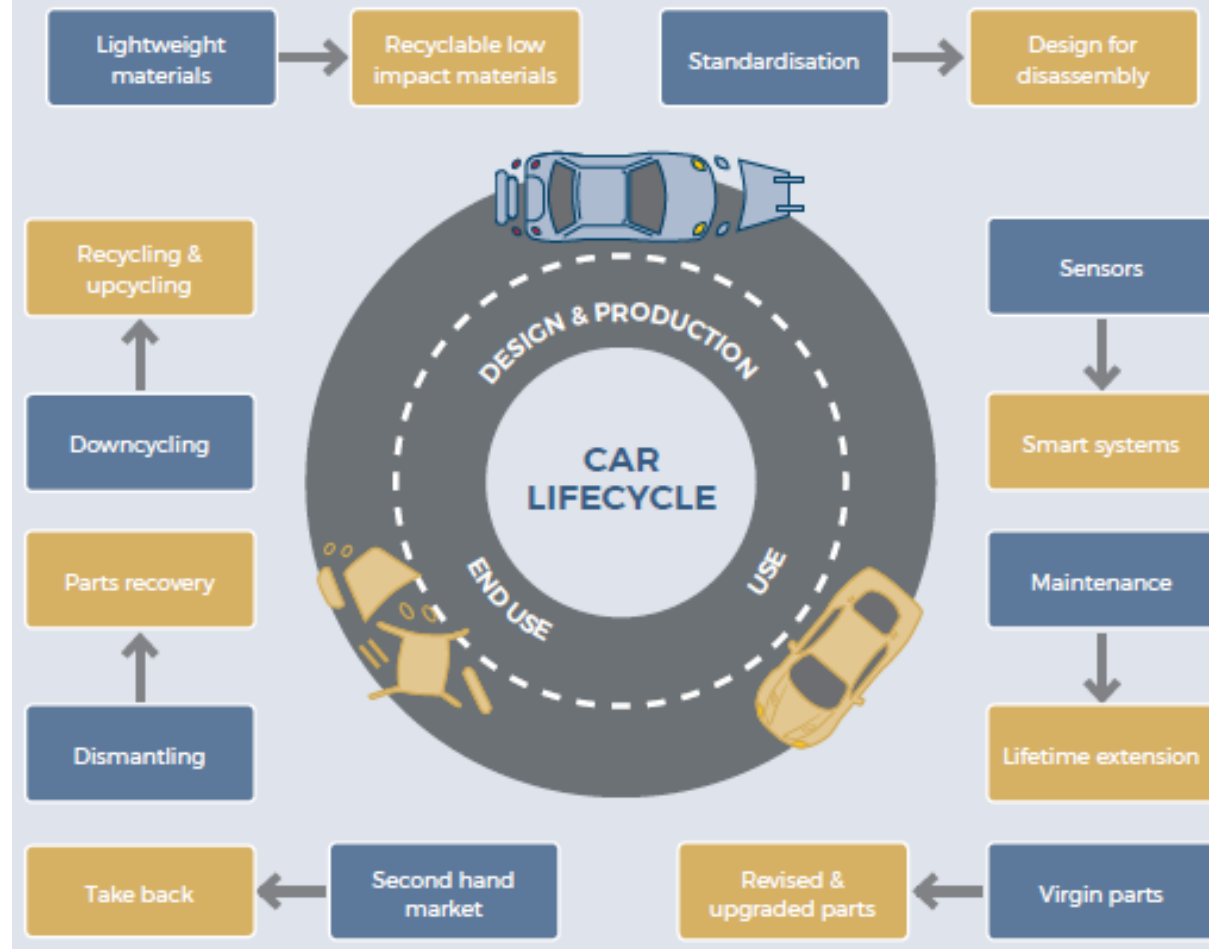 Lightweight
materials
Recyclable low
impact materials
Standardisation
Design for
disassembly
Recycling &
upcycling
Sensors
DESIGN & PRODUCTION
Downcycling
CAR
LIFECYCLE
Smart systems
Parts recovery
END USE
USE
Maintenance
Dismantling
Lifetime extension
Take back
Second hand
market
Revised &
upgraded parts
Virgin parts